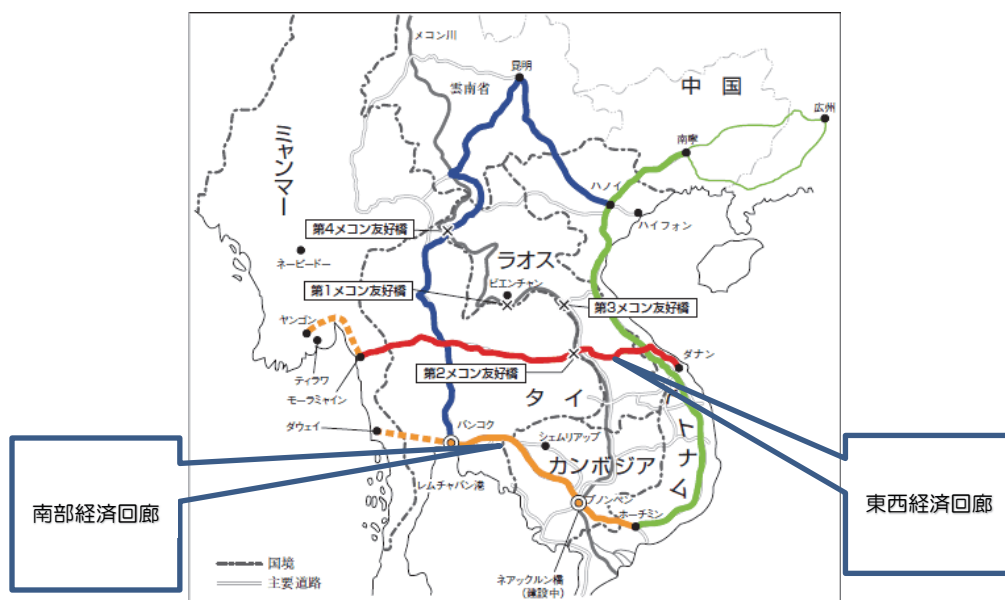 メコン川
昆明
雲南省
中国
広州
南寧
ミャンマー
ハノイ
ハイフォン
第4メコン友好橋
ネーピードー
ラオス
ビエンチャン
第1メコン友好橋
第3メコン友好橋
ヤンゴン
ティラワ
モーラミャイン
第2メコン友好橋
ダナン
タイ
ダウェイ
バンコク
シェムリアップ
カンボジア
トナム
レムチャバン港
プノンペン
ホーチミン
南部経済回廊
東西経済回廊
国境
主要道路
ネアックルン橋
(建設中)